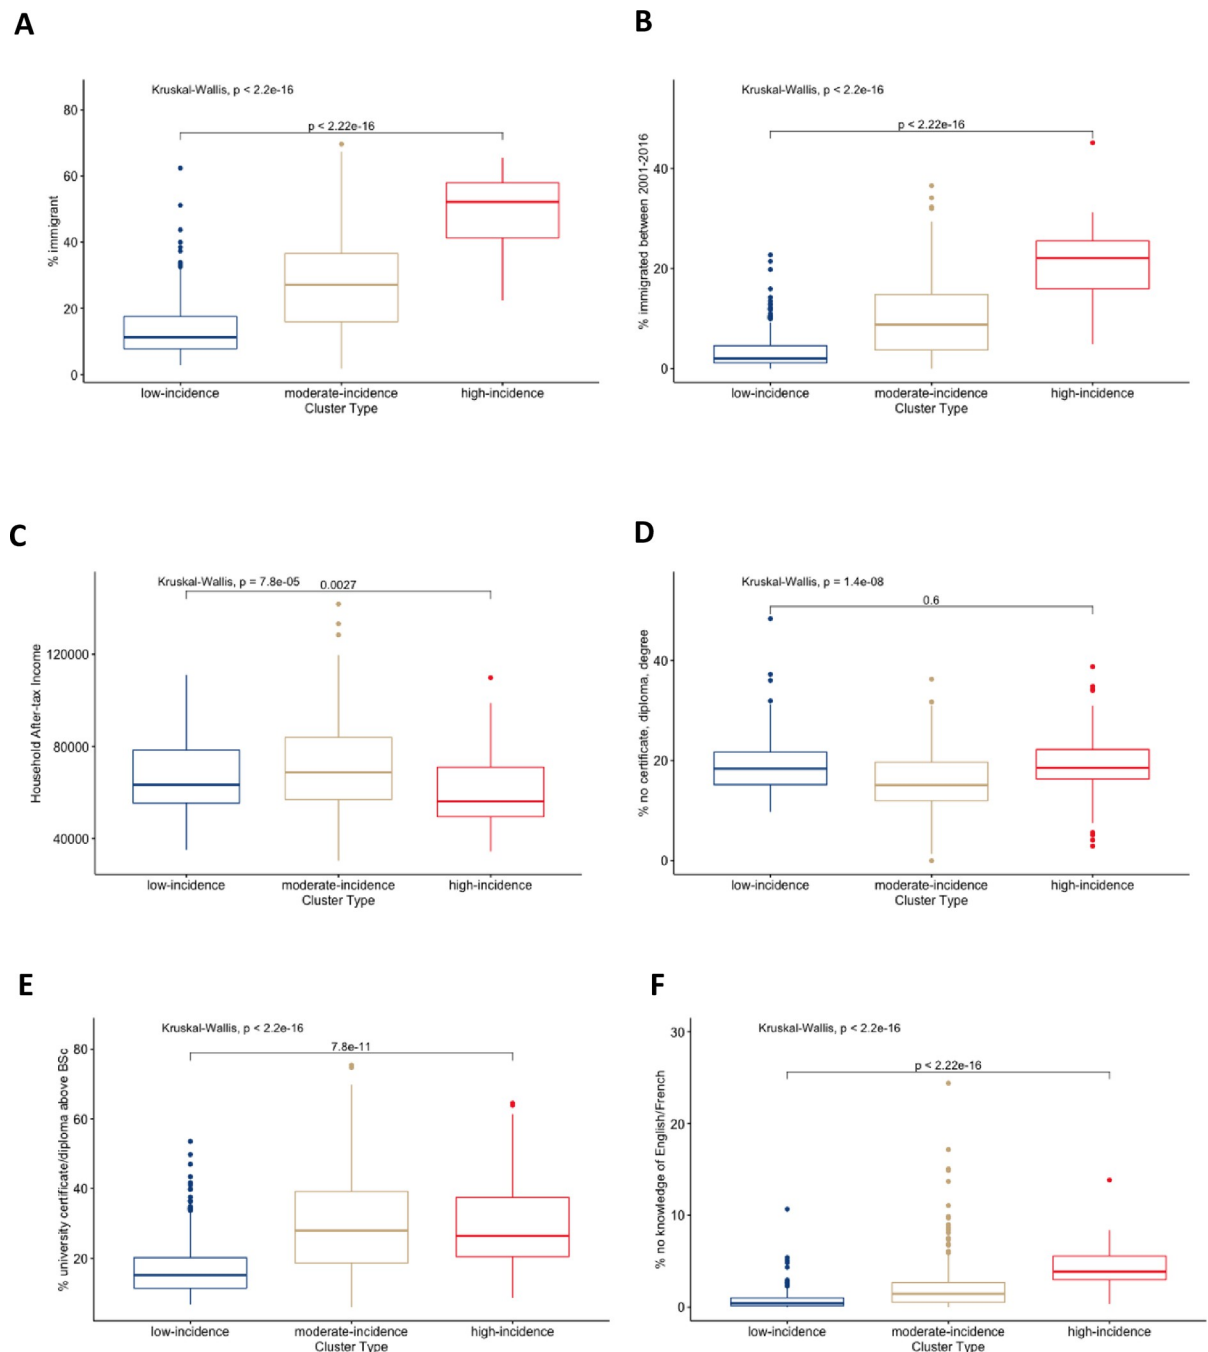 A
Kruskal-Wallis, p < 2.2e-16
p < 2.22e-16
80
60
40
20
0
% immigrant
low-incidence
moderate-incidence
high-incidence
Cluster Type
B
Kruskal-Wallis, p < 2.2e-16
p < 2.22e-16
40
20
0
% immigrated between 2001-2016
low-incidence
moderate-incidence
high-incidence
Cluster Type
C
Kruskal-Wallis, p = 7.8e-05
0.0027
120000
80000
40000
Household After-tax Income
low-incidence
moderate-incidence
high-incidence
Cluster Type
D
Kruskal-Wallis, p = 1.4e-08
0.6
40
20
0
% no certificate, diploma, degree
low-incidence
moderate-incidence
high-incidence
Cluster Type
E
Kruskal-Wallis, p < 2.2e-16
7.8e-11
80
60
40
20
% university certificate/diploma above BSc
low-incidence
moderate-incidence
high-incidence
Cluster Type
F
Kruskal-Wallis, p < 2.2e-16
p < 2.22e-16
30
20
10
0
% no knowledge of English/French
low-incidence
moderate-incidence
high-incidence
Cluster Type